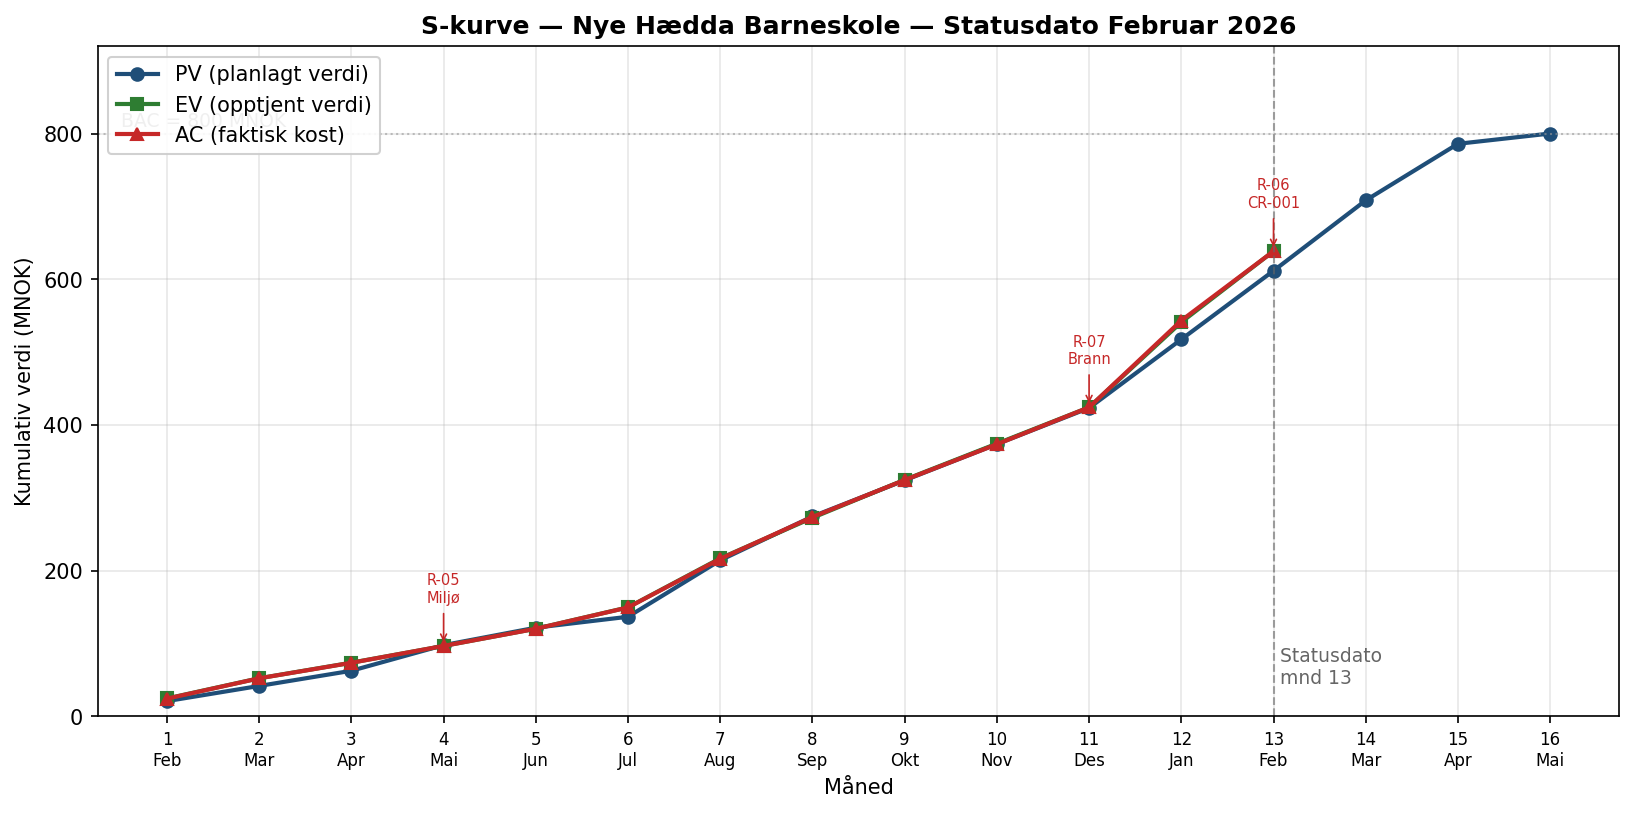 S-kurve — Nye Hædda Barneskole — Statusdato Februar 2026
PV (planlagt verdi)
EV (opptjent verdi)
AC (faktisk kost)
BAC = 800 MNOK
Kumulativ verdi (MNOK)
800
600
400
200
0
R-06
CR-001
R-07
Brann
R-05
Miljø
Statusdato
mnd 13
1 2 3 4 5 6 7 8 9 10 11 12 13 14 15 16
Feb Mar Apr Mai Jun Jul Aug Sep Okt Nov Des Jan Feb Mar Apr Mai
Måned